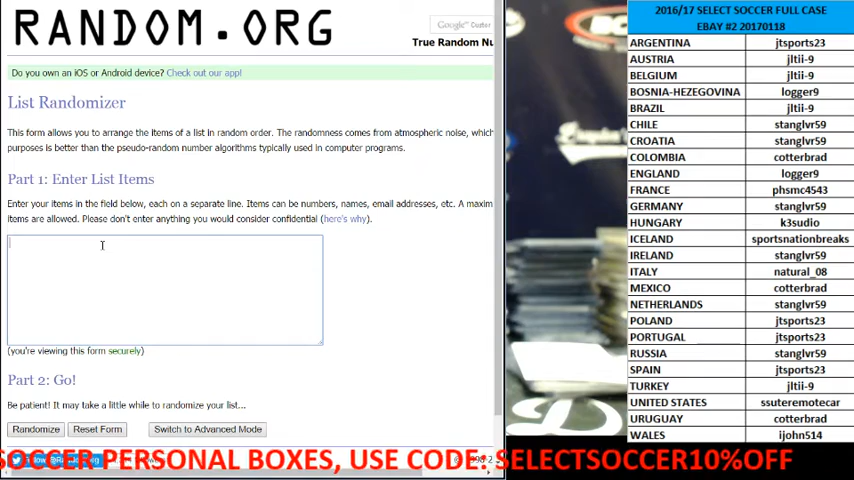 RANDOM.ORG
Google™ Custom
True Random Nu
Do you own an iOS or Android device? Check out our app!
List Randomizer
This form allows you to arrange the items of a list in random order. The randomness comes from atmospheric noise, which
purposes is better than the pseudo-random number algorithms typically used in computer programs.
Part 1: Enter List Items
Enter your items in the field below, each on a separate line. Items can be numbers, names, email addresses, etc. A maxim
items are allowed. Please don't enter anything you would consider confidential (here's why).
(you're viewing this form securely)
Part 2: Go!
Be patient! It may take a little while to randomize your list...
Randomize Reset Form Switch to Advanced Mode
2016/17 SELECT SOCCER FULL CASE
EBAY #2 20170118
ARGENTINA jtsports23
AUSTRIA jltii-9
BELGIUM jltii-9
BOSNIA-HEZEGOVINA logger9
BRAZIL jltii-9
CHILE stanglvr59
CROATIA stanglvr59
COLOMBIA cotterbrad
ENGLAND logger9
FRANCE phsmc4543
GERMANY stanglvr59
HUNGARY k3sudio
ICELAND sportsnationbreaks
IRELAND stanglvr59
ITALY natural_08
MEXICO cotterbrad
NETHERLANDS stanglvr59
POLAND jtsports23
PORTUGAL jtsports23
RUSSIA stanglvr59
SPAIN jtsports23
TURKEY jltii-9
UNITED STATES ssuteremotecar
URUGUAY cotterbrad
WALES ijohn514
SOCCER PERSONAL BOXES, USE CODE: SELECTSOCCER10%OFF